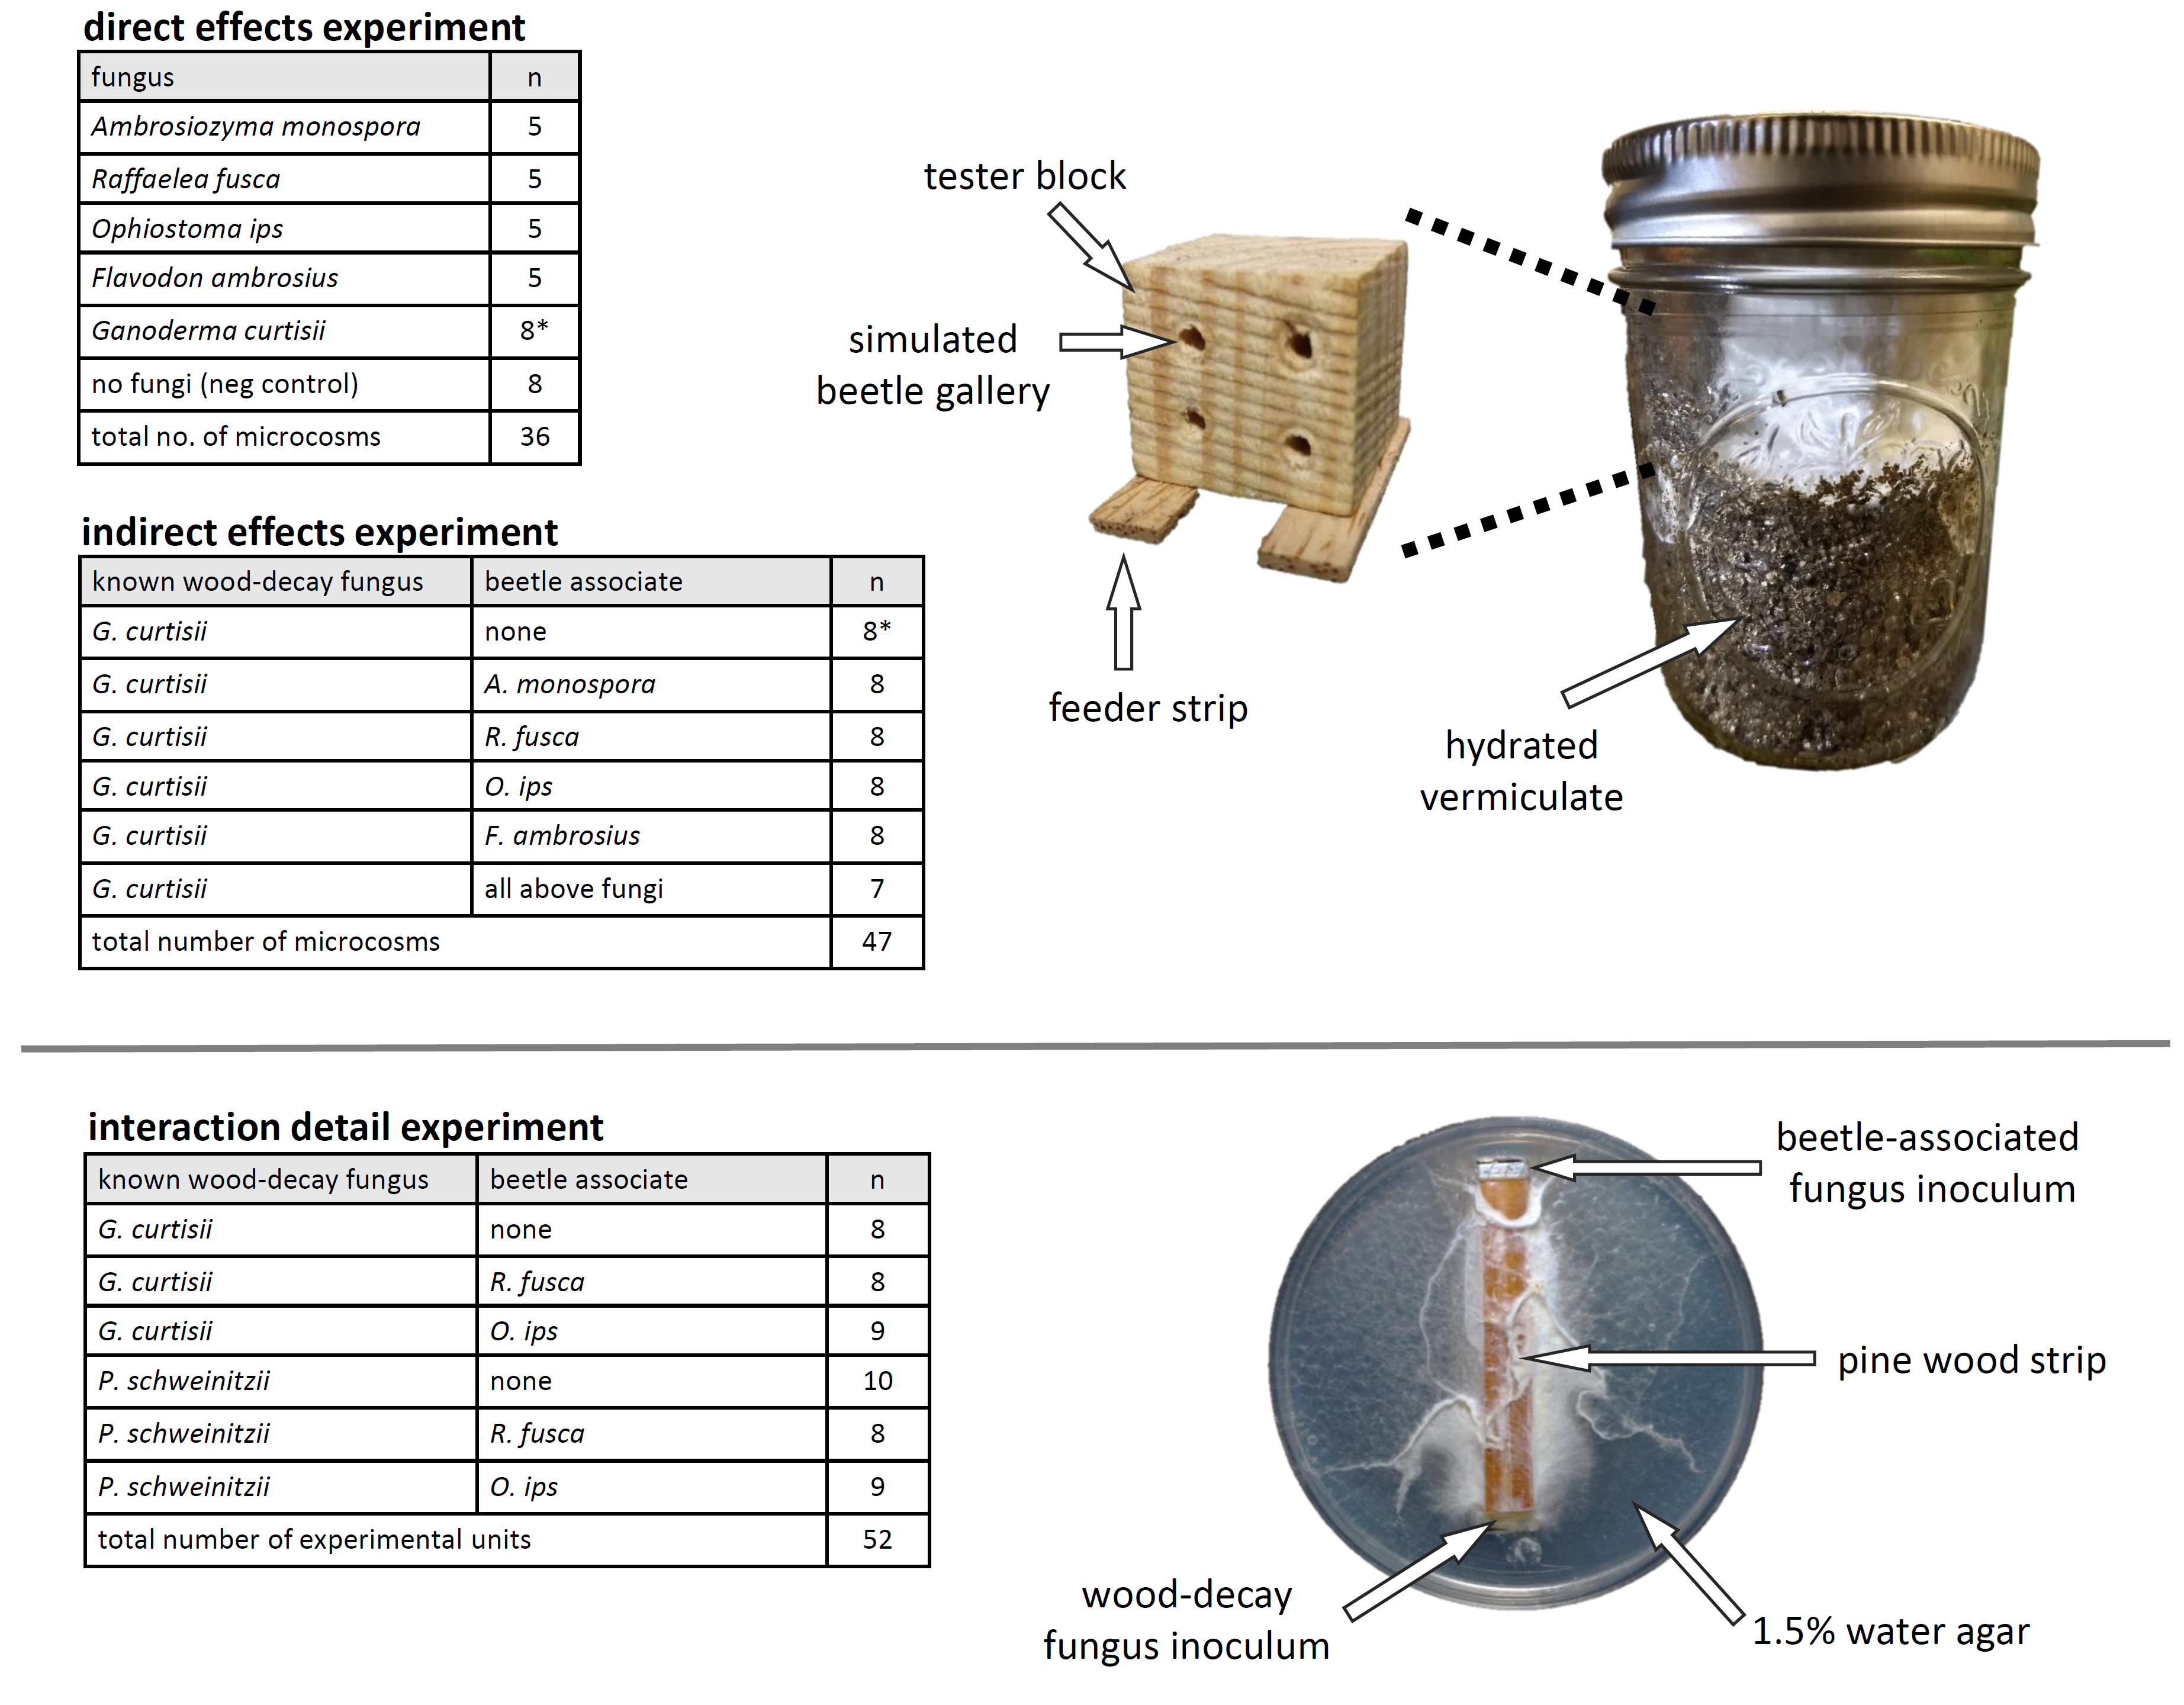 direct effects experiment
fungus n
Ambrosiozyma monospora 5
Raffaelea fusca 5
Ophiostoma ips 5
Flavodon ambrosius 5
Ganoderma curtisii 8*
no fungi (neg control) 8
total no. of microcosms 36
tester block
simulated
beetle gallery
feeder strip
hydrated
vermiculate
indirect effects experiment
known wood-decay fungus beetle associate n
G. curtisii none 8*
G. curtisii A. monospora 8
G. curtisii R. fusca 8
G. curtisii O. ips 8
G. curtisii F. ambrosius 8
G. curtisii all above fungi 7
total number of microcosms 47
interaction detail experiment
known wood-decay fungus beetle associate n
G. curtisii none 8
G. curtisii R. fusca 8
G. curtisii O. ips 9
P. schweinitzii none 10
P. schweinitzii R. fusca 8
P. schweinitzii O. ips 9
total number of experimental units 52
beetle-associated
fungus inoculum
pine wood strip
wood-decay
fungus inoculum
1.5% water agar